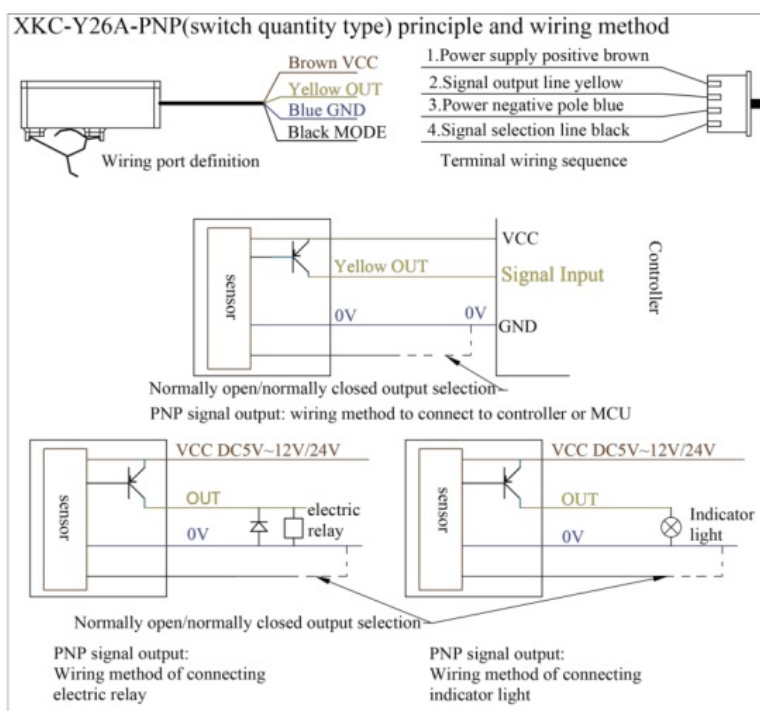 XKC-Y26A-PNP(switch quantity type) principle and wiring method
Brown VCC
Yellow OUT
Blue GND
Black MODE
Wiring port definition
1.Power supply positive brown
2.Signal output line yellow
3.Power negative pole blue
4.Signal selection line black
Terminal wiring sequence
sensor
Yellow OUT
0V
0V
VCC
Signal Input
GND
Controller
Normally open/normally closed output selection
PNP signal output: wiring method to connect to controller or MCU
sensor
VCC DC5V~12V/24V
OUT
electric
relay
0V
sensor
VCC DC5V~12V/24V
OUT
Indicator
light
0V
Normally open/normally closed output selection
PNP signal output:
Wiring method of connecting
electric relay
PNP signal output:
Wiring method of connecting
indicator light